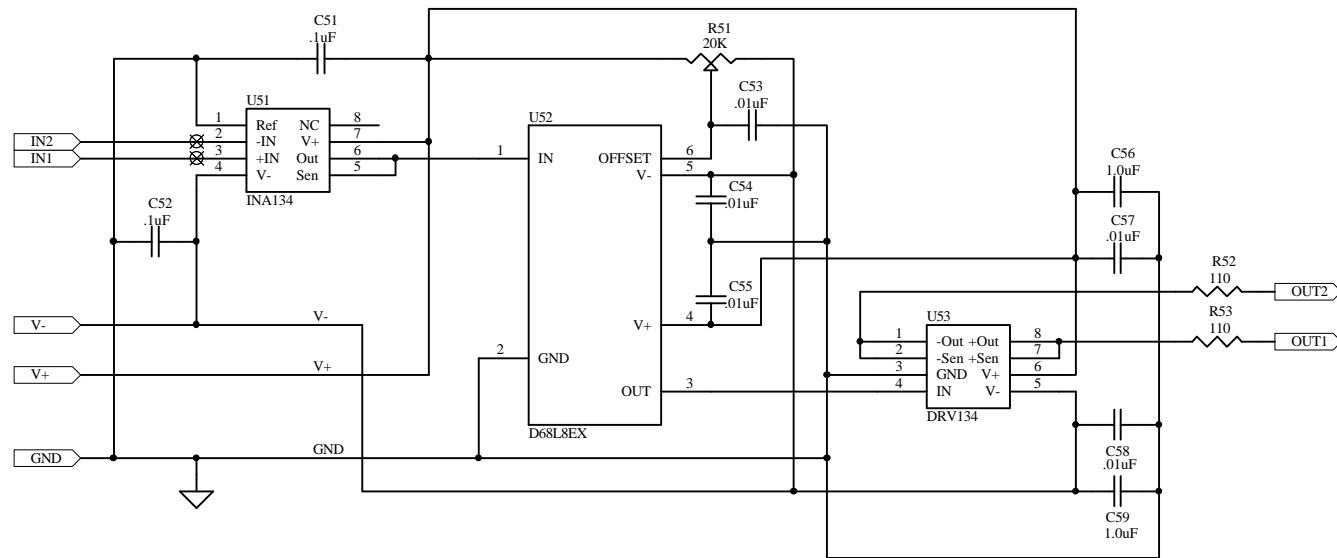 C51
.1uF
R51
20K
C53
.01uF
U51
1 Ref NC 8
2 -IN V+ 7
3 +IN Out 6
4 V- Sen 5
INA134
IN2
IN1
U52
1 IN
OFFSET 6
V- 5
C54
.01uF
C56
1.0uF
C52
.1uF
C57
.01uF
C55
.01uF
R52
110
OUT2
V- V-
V+ 4
U53
R53
110
1 -Out +Out 8
2 -Sen +Sen 7
3 GND V+ 6
4 IN V- 5
OUT1
2 GND
V+ V+
OUT 3
DRV134
D68L8EX
GND GND
C58
.01uF
C59
1.0uF